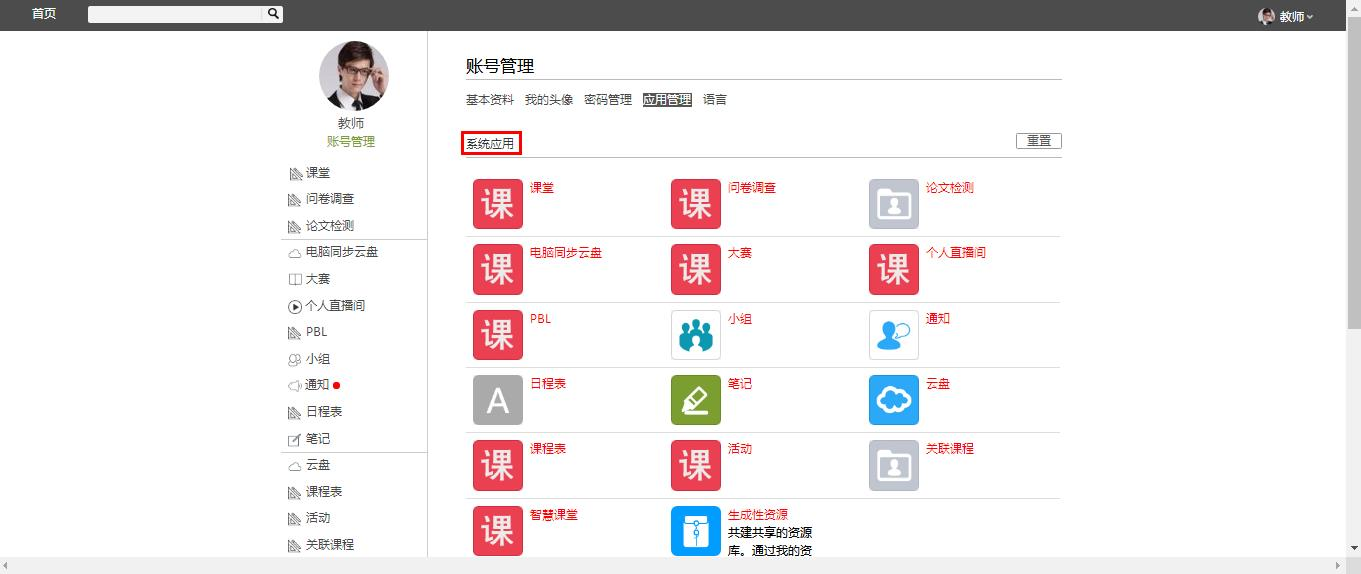 首页
教师
教师
账号管理
课堂
问卷调查
论文检测
电脑同步云盘
大赛
个人直播间
PBL
小组
通知
日程表
笔记
云盘
课程表
活动
关联课程
账号管理
基本资料 我的头像 密码管理 应用管理 语言
系统应用 重置
课 课堂 课 问卷调查 论文检测
课 电脑同步云盘 课 大赛 课 个人直播间
课 PBL 小组 通知
A 日程表 笔记 云盘
课 课程表 课 活动 关联课程
课 智慧课堂 生成性资源
共建共享的资源
库。通过我的资